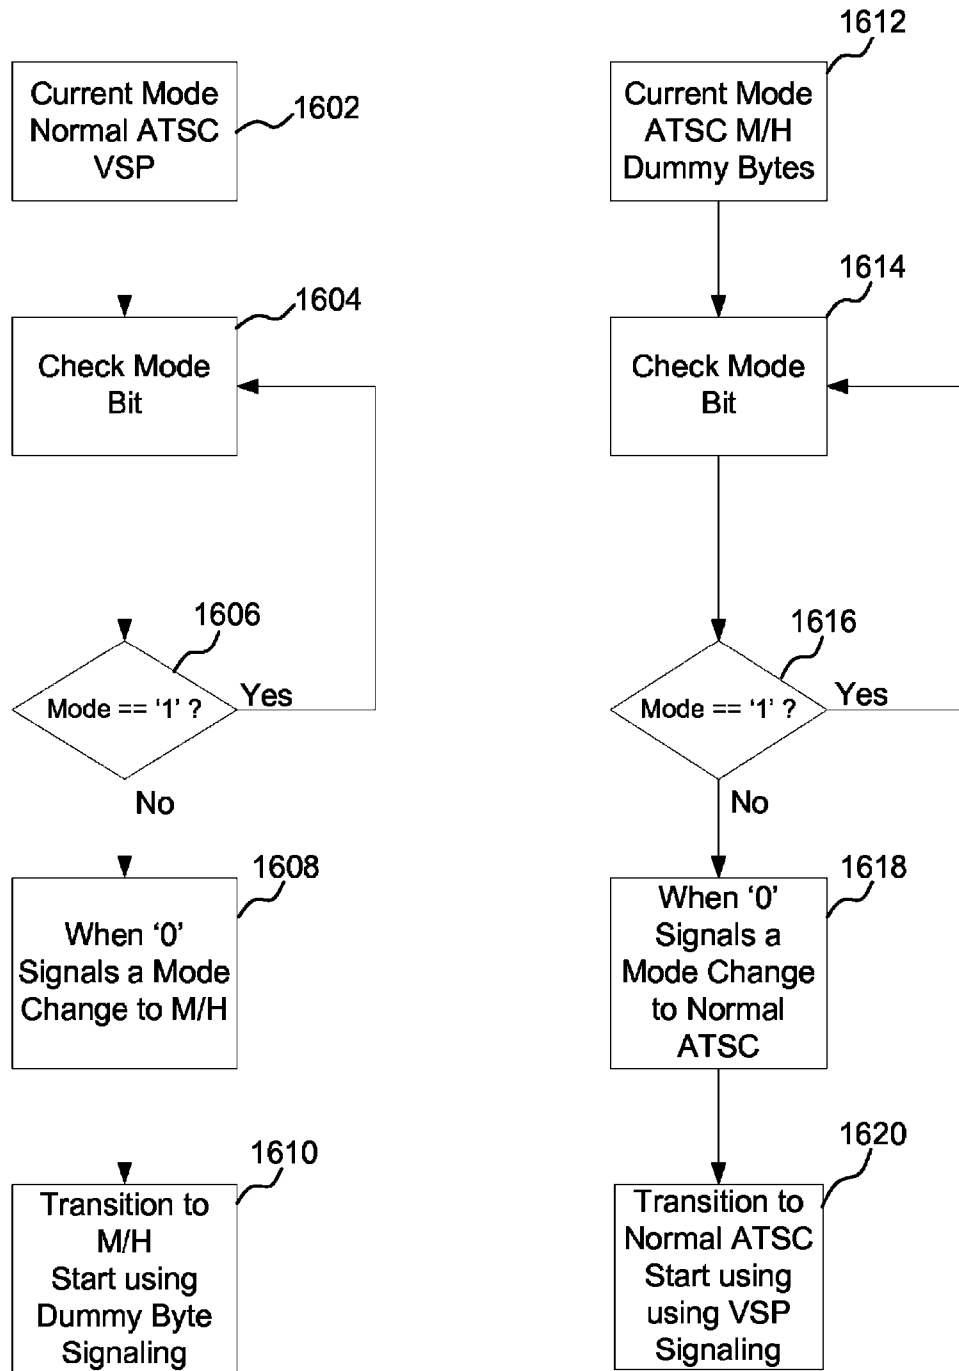 Current Mode
Normal ATSC
VSP
1602
1604
Check Mode
Bit
1606
Mode == ‘1’ ?
Yes
No
1608
When ‘0’
Signals a Mode
Change to M/H
1610
Transition to
M/H
Start using
Dummy Byte
Signaling
1612
Current Mode
ATSC M/H
Dummy Bytes
1614
Check Mode
Bit
1616
Mode == ‘1’ ?
Yes
No
1618
When ‘0’
Signals a
Mode Change
to Normal
ATSC
1620
Transition to
Normal ATSC
Start using
using VSP
Signaling